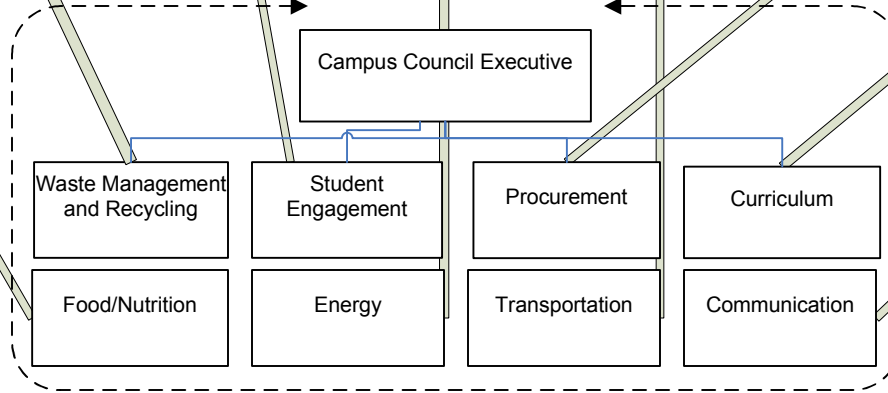 Campus Council Executive
Waste Management
and Recycling
Student
Engagement
Procurement
Curriculum
Food/Nutrition
Energy
Transportation
Communication